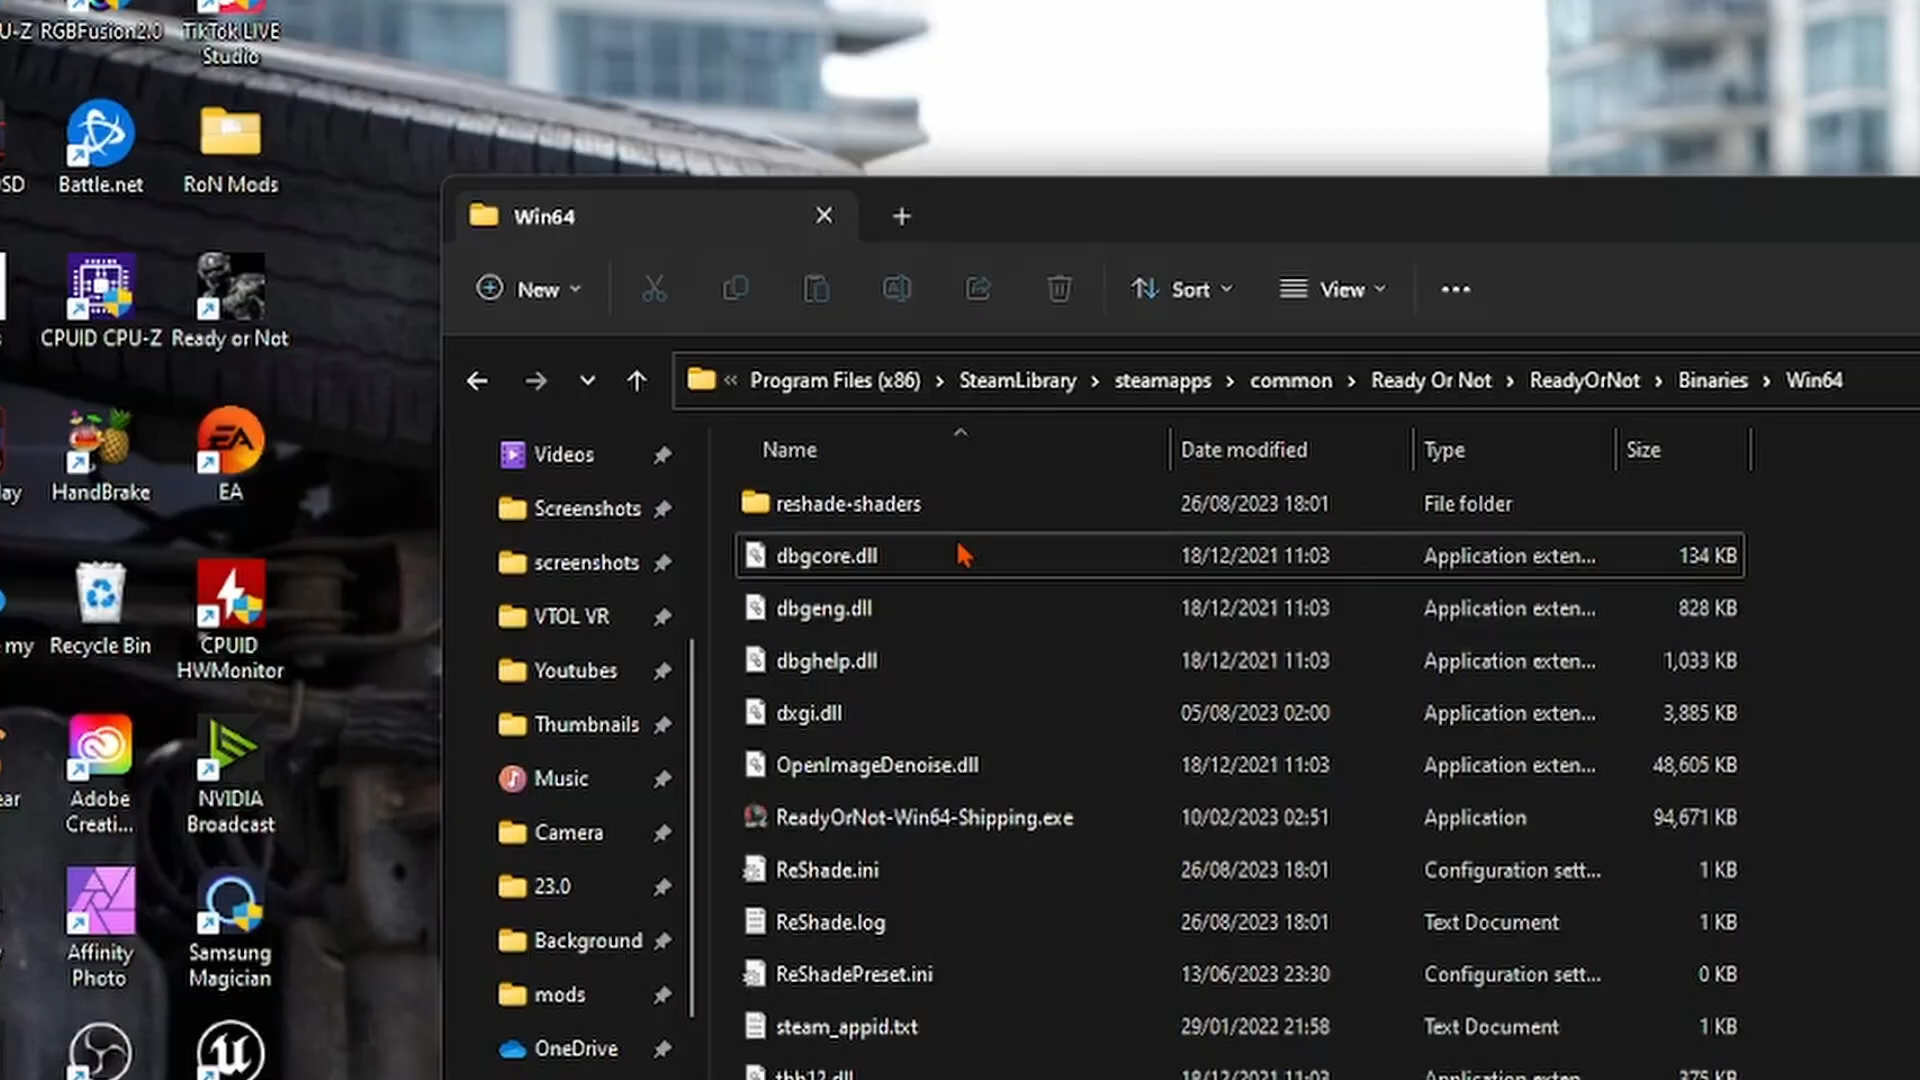 U-Z RGBFusion2.0 TikTok LIVE
Studio
SD Battle.net RoN Mods
CPUID CPU-Z Ready or Not
HandBrake EA
my Recycle Bin CPUID
HWMonitor
Adobe NVIDIA
Creati... Broadcast
Affinity Samsung
Photo Magician
Win64
New Sort View
« Program Files (x86) > SteamLibrary > steamapps > common > Ready Or Not > ReadyOrNot > Binaries > Win64
Videos
Screenshots
screenshots
VTOL VR
Youtubes
Thumbnails
Music
Camera
23.0
Background
mods
OneDrive
Name Date modified Type Size
reshade-shaders 26/08/2023 18:01 File folder
dbgcore.dll 18/12/2021 11:03 Application exten... 134 KB
dbgeng.dll 18/12/2021 11:03 Application exten... 828 KB
dbghelp.dll 18/12/2021 11:03 Application exten... 1,033 KB
dxgi.dll 05/08/2023 02:00 Application exten... 3,885 KB
OpenImageDenoise.dll 18/12/2021 11:03 Application exten... 48,605 KB
ReadyOrNot-Win64-Shipping.exe 10/02/2023 02:51 Application 94,671 KB
ReShade.ini 26/08/2023 18:01 Configuration sett... 1 KB
ReShade.log 26/08/2023 18:01 Text Document 1 KB
ReShadePreset.ini 13/06/2023 23:30 Configuration sett... 0 KB
steam_appid.txt 29/01/2022 21:58 Text Document 1 KB
18/12/2021 11:03 375 KB